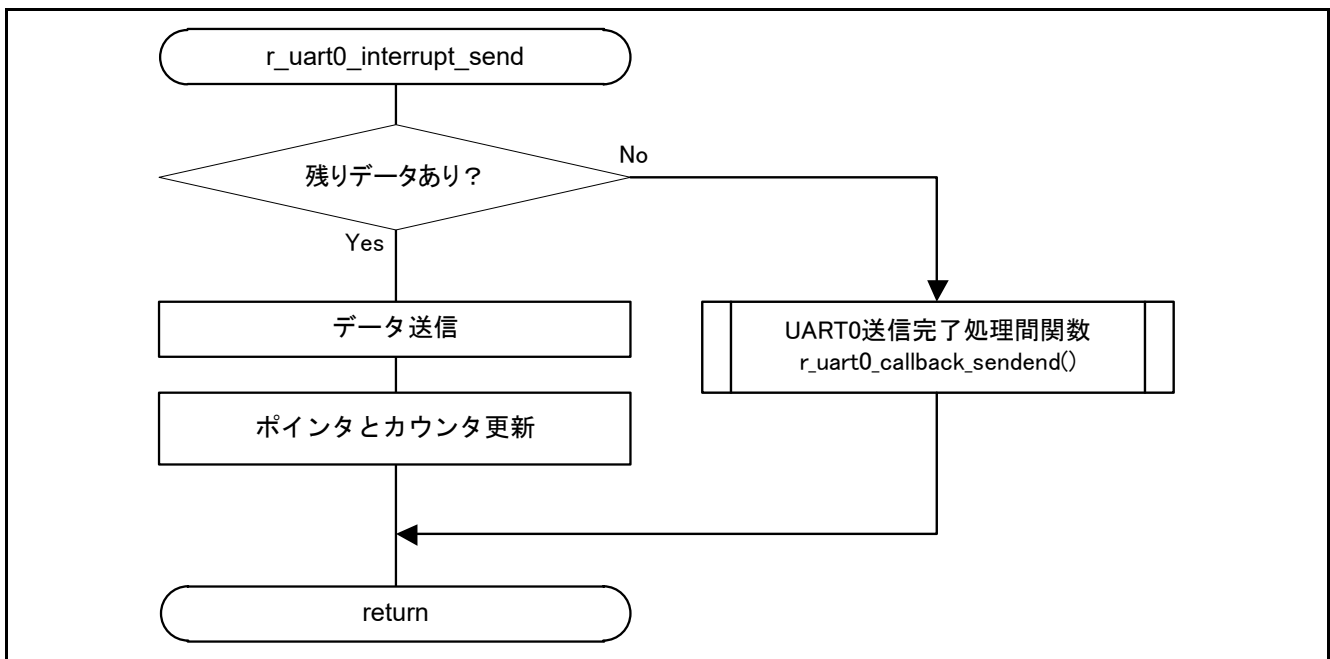 r_uart0_interrupt_send
残りデータあり？
No
Yes
データ送信
UART0送信完了処理間関数
r_uart0_callback_sendend()
ポインタとカウンタ更新
return